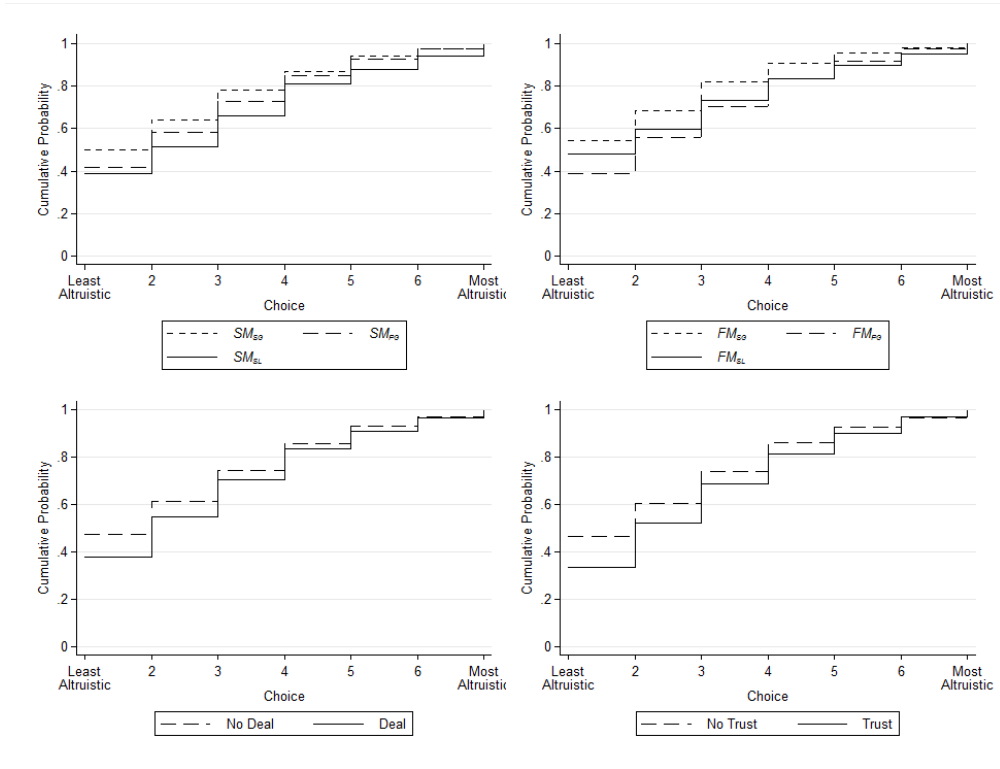 Cumulative Probability
1
.8
.6
.4
.2
0
Least Altruistic
2
3
4
5
6
Most Altruistic
Choice
SM_SG
SM_FG
SM_SL
Cumulative Probability
1
.8
.6
.4
.2
0
Least Altruistic
2
3
4
5
6
Most Altruistic
Choice
FM_SG
FM_FG
FM_SL
Cumulative Probability
1
.8
.6
.4
.2
0
Least Altruistic
2
3
4
5
6
Most Altruistic
Choice
No Deal
Deal
Cumulative Probability
1
.8
.6
.4
.2
0
Least Altruistic
2
3
4
5
6
Most Altruistic
Choice
No Trust
Trust